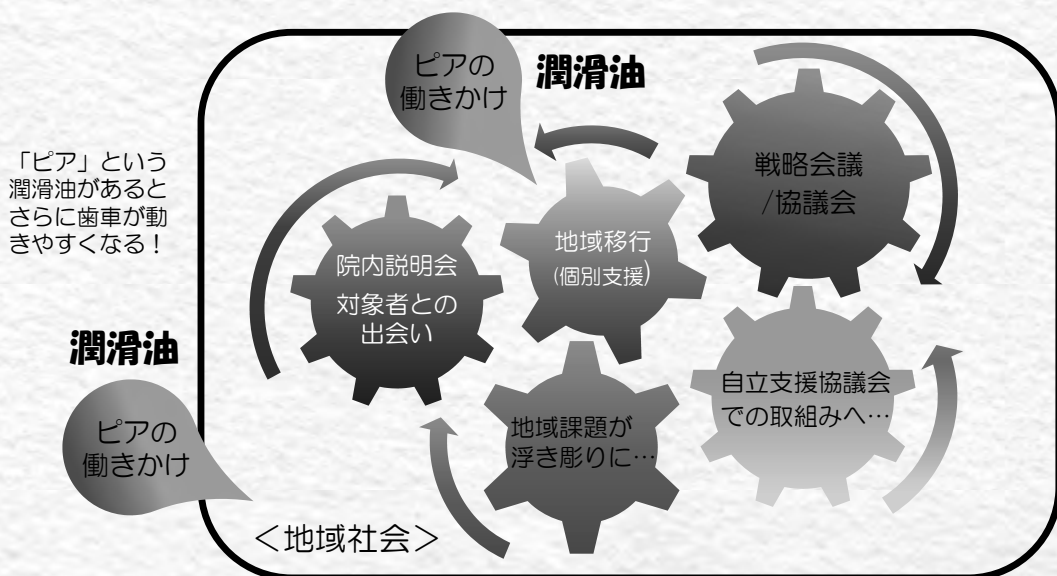 ピアの
働きかけ
潤滑油
「ピア」という
潤滑油があると
さらに歯車が動
きやすくなる！
戦略会議
/協議会
地域移行
(個別支援)
院内説明会
対象者との
出会い
潤滑油
ピアの
働きかけ
自立支援協議会
での取組みへ…
地域課題が
浮き彫りに…
＜地域社会＞